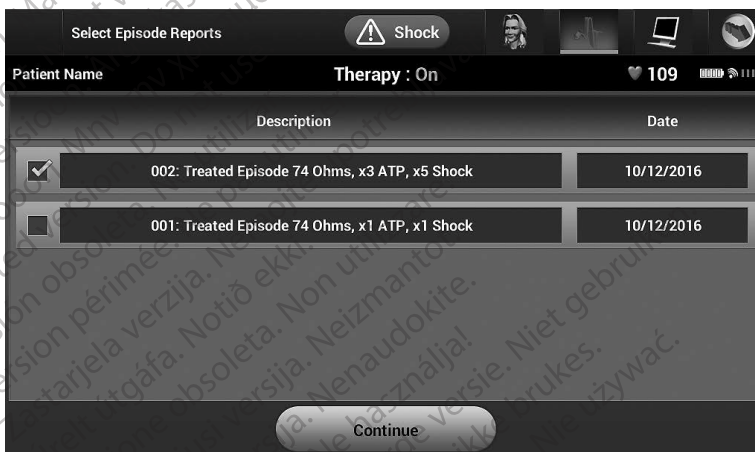 Select Episode Reports
Shock
Patient Name
Therapy : On
109
Description
Date
002: Treated Episode 74 Ohms, x3 ATP, x5 Shock
10/12/2016
001: Treated Episode 74 Ohms, x1 ATP, x1 Shock
10/12/2016
Continue